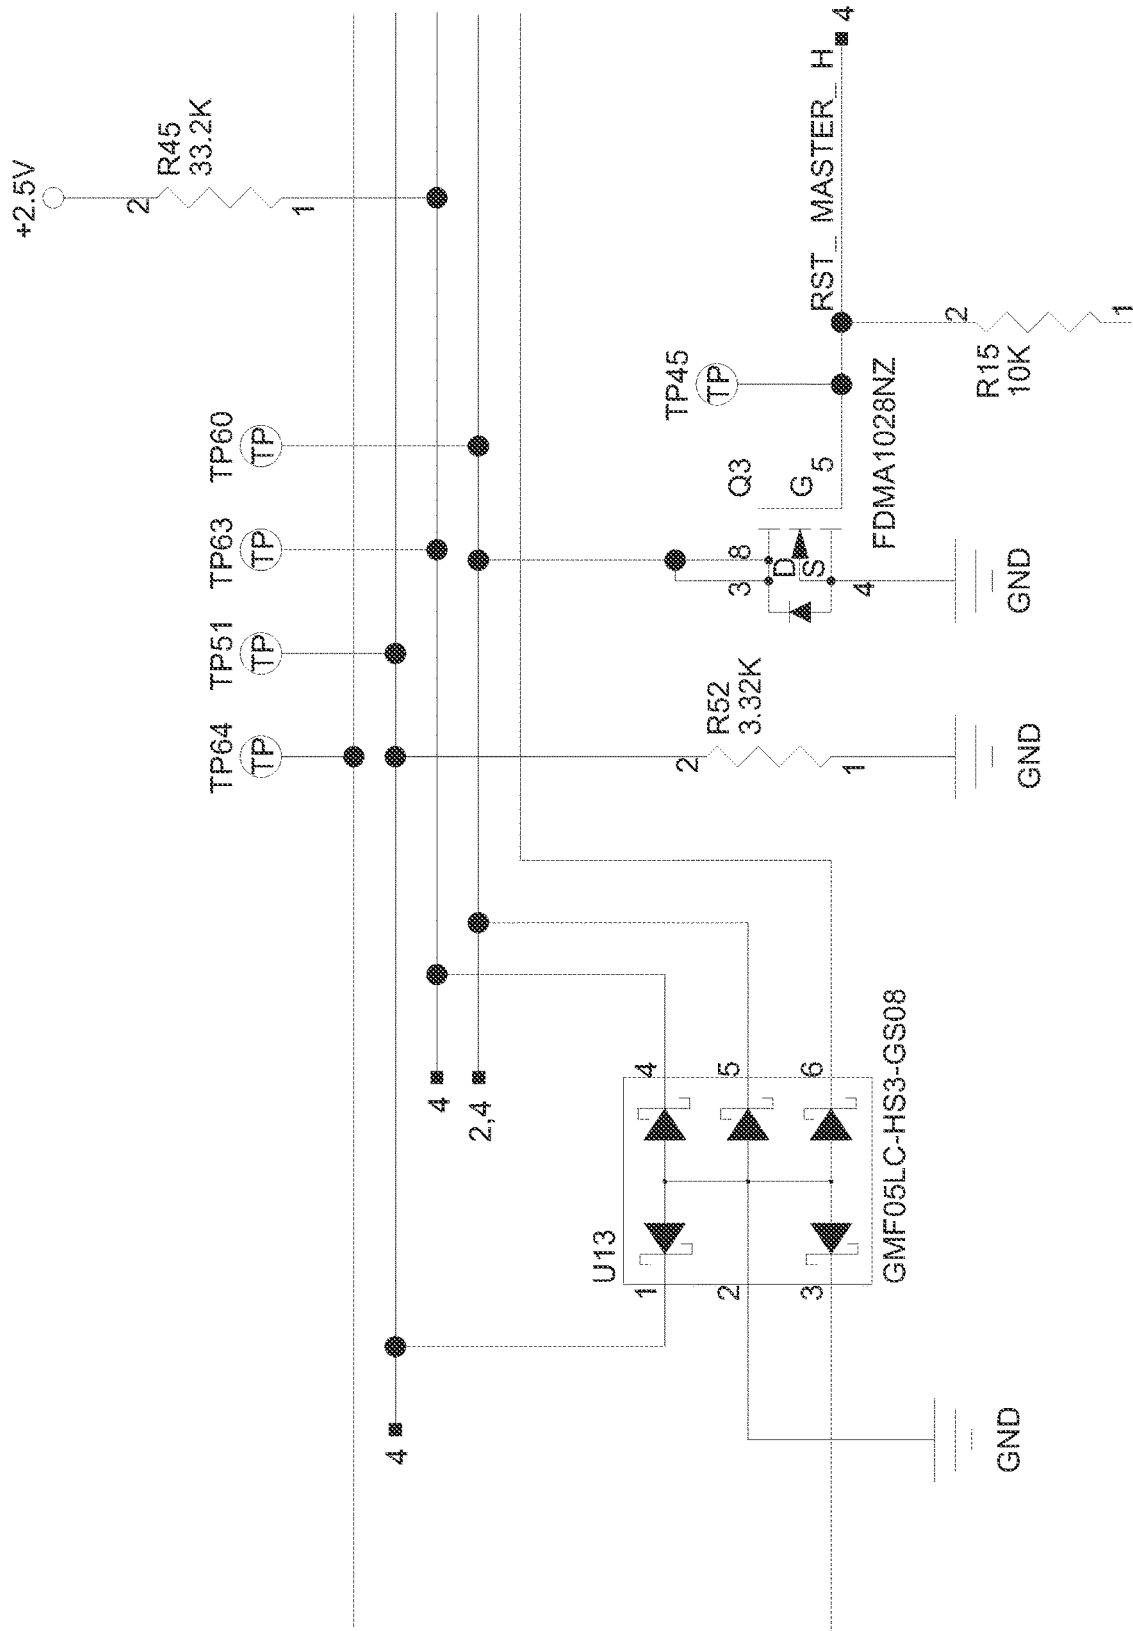 +2.5V
2
R45
33.2K
1
TP64
TP
TP51
TP
TP63
TP
TP60
TP
4
4
2,4
TP45
TP
RST_ MASTER_ H
4
Q3
G
5
8
3
D
S
4
FDMA1028NZ
GND
2
R15
10K
1
2
R52
3.32K
1
GND
U13
1
2
3
4
5
6
GMF05LC-HS3-GS08
GND